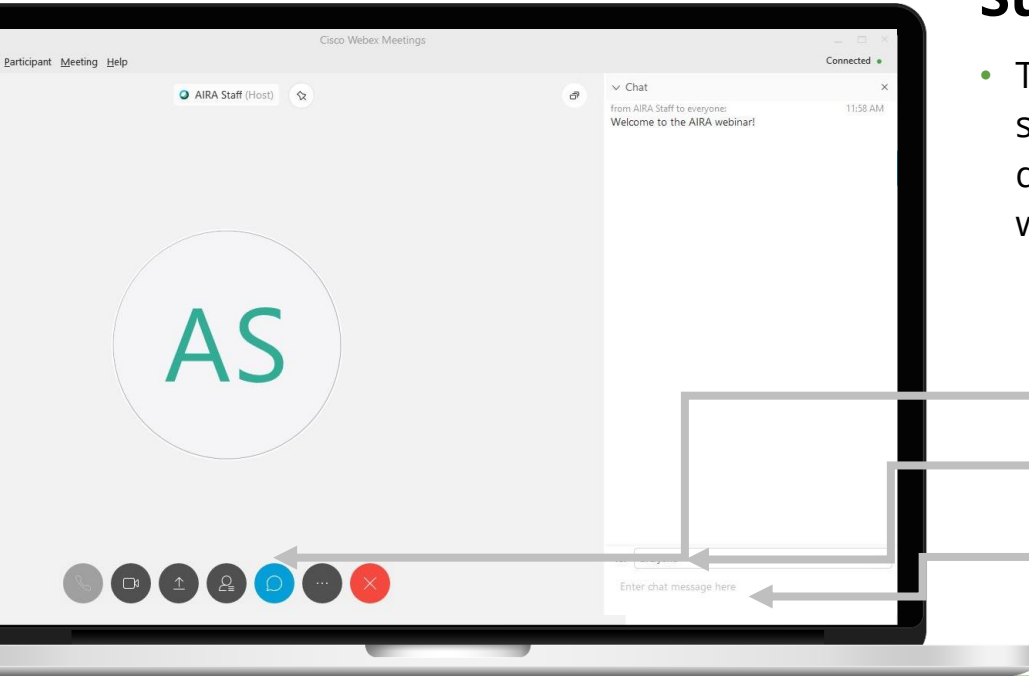 Cisco Webex Meetings
Participant Meeting Help
Connected
AIRA Staff (Host)
Chat
from AIRA Staff to everyone: 11:58 AM
Welcome to the AIRA webinar!
AS
Enter chat message here